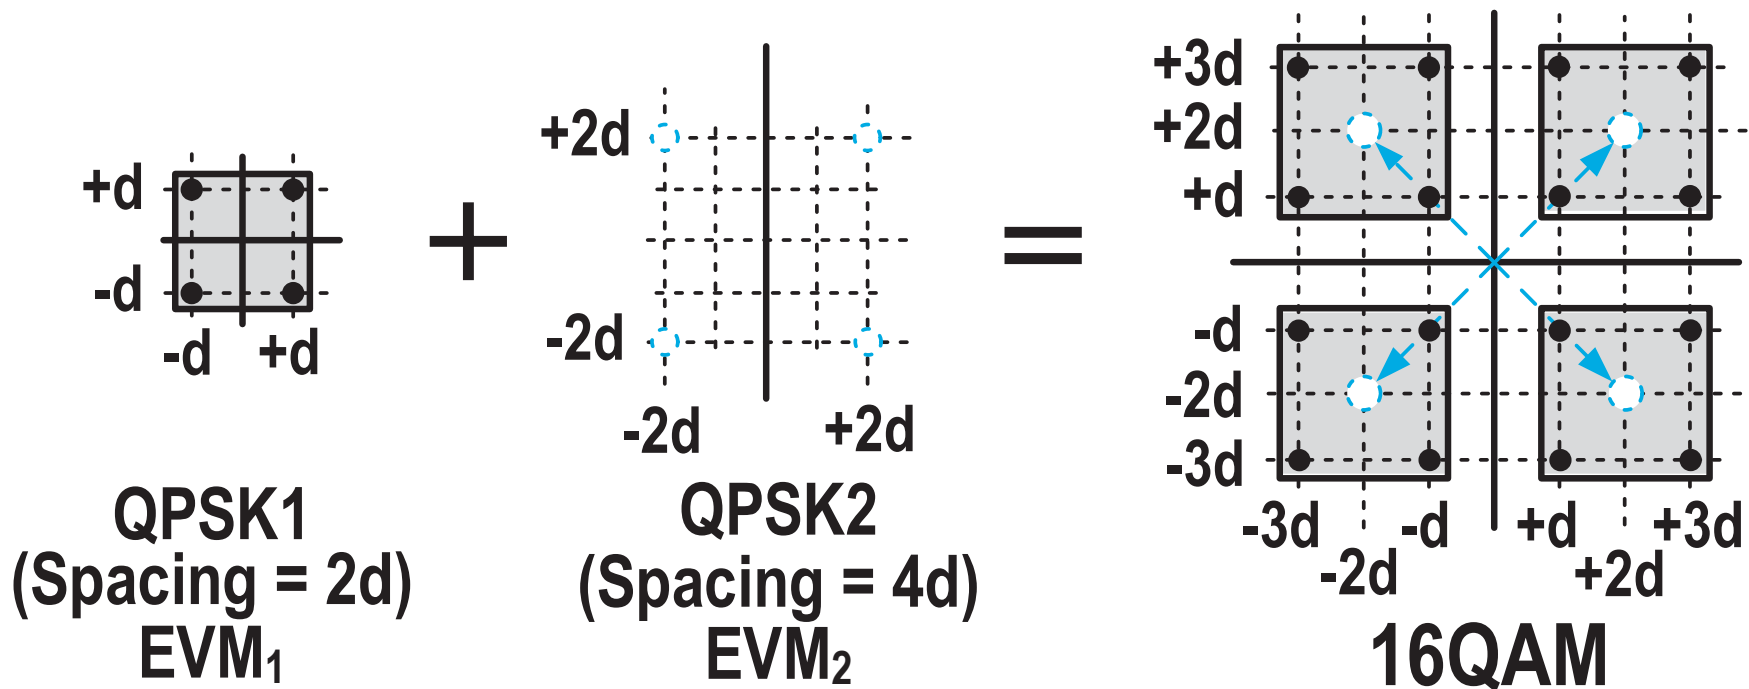 +d
-d
-d
+d
QPSK1
(Spacing = 2d)
EVM₁
+
+2d
-2d
-2d
+2d
QPSK2
(Spacing = 4d)
EVM₂
=
+3d
+2d
+d
-d
-2d
-3d
-3d
-2d
-d
+d
+2d
+3d
16QAM